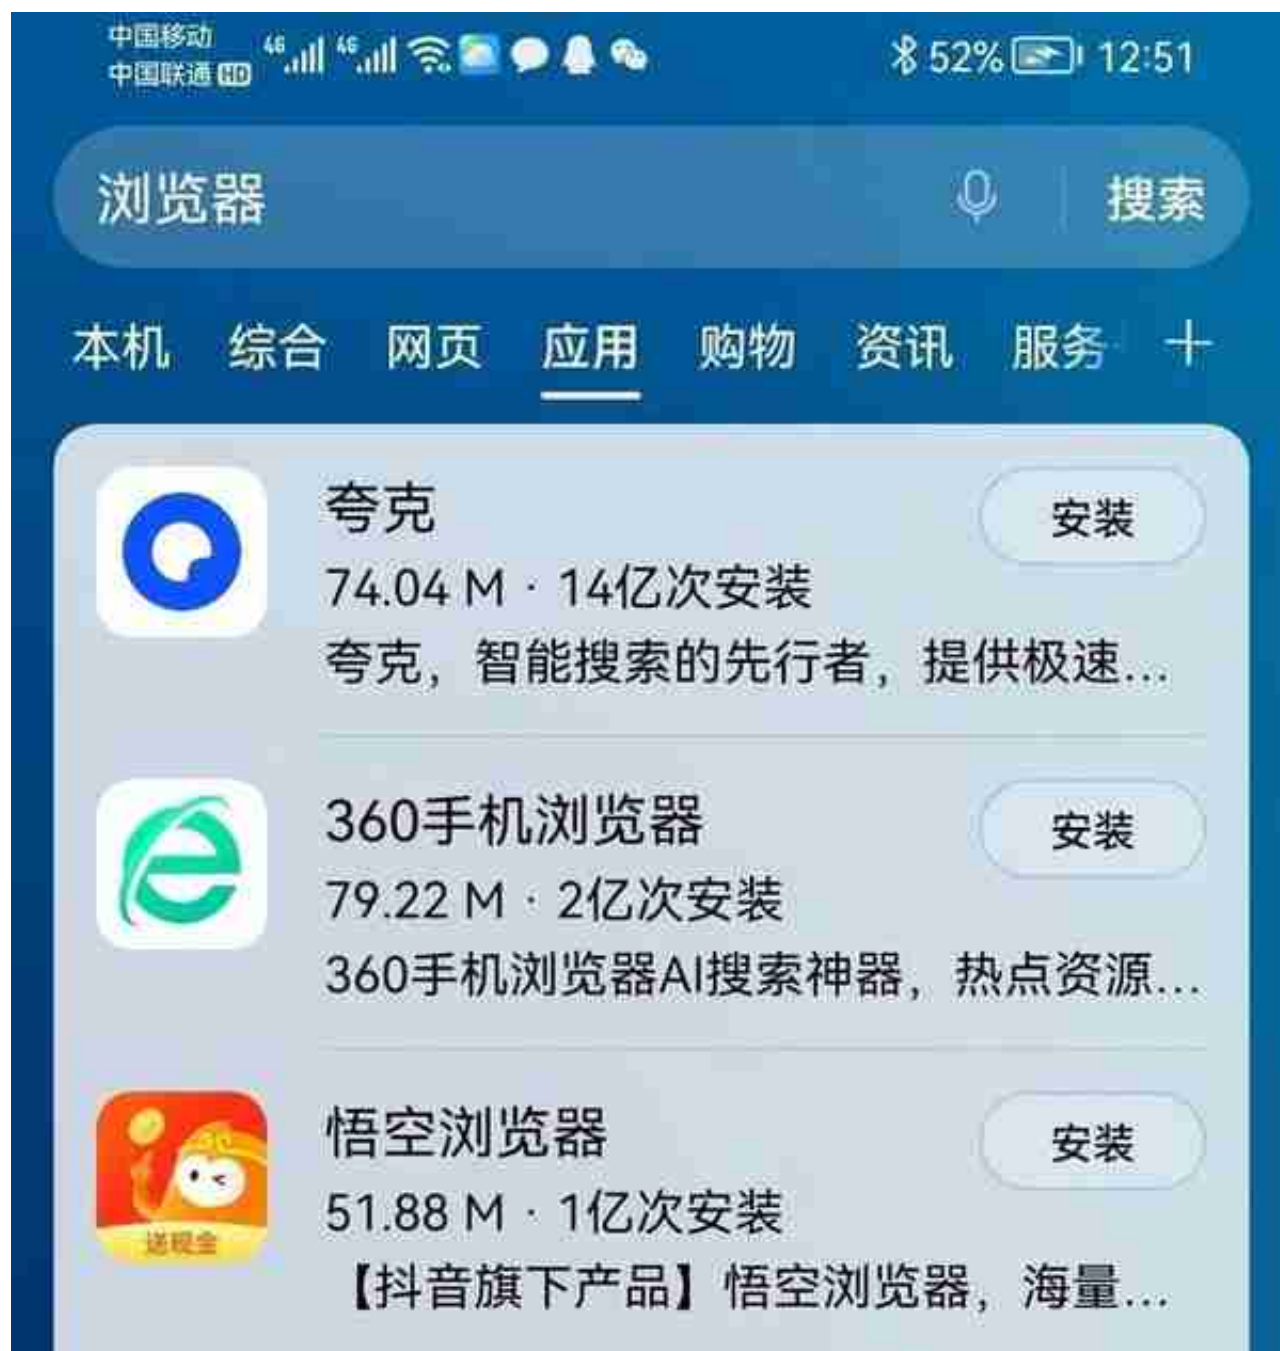 中国移动
中国联通 HD
4G 4G 52% 12:51
浏览器 搜索
本机 综合 网页 应用 购物 资讯 服务 +
夸克 安装
74.04 M · 14亿次安装
夸克，智能搜索的先行者，提供极速...
360手机浏览器 安装
79.22 M · 2亿次安装
360手机浏览器AI搜索神器，热点资源...
悟空浏览器 安装
51.88 M · 1亿次安装
送现金
【抖音旗下产品】悟空浏览器，海量...